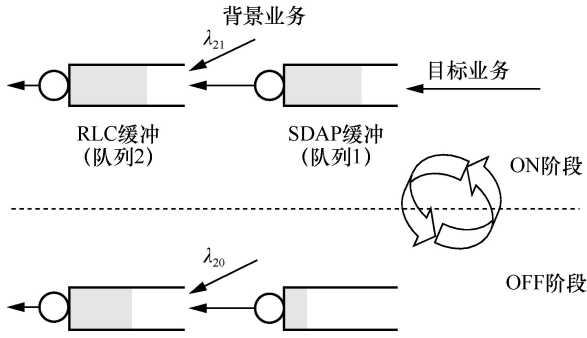 背景业务
λ21
目标业务
RLC缓冲
（队列2）
SDAP缓冲
（队列1）
ON阶段
λ20
OFF阶段